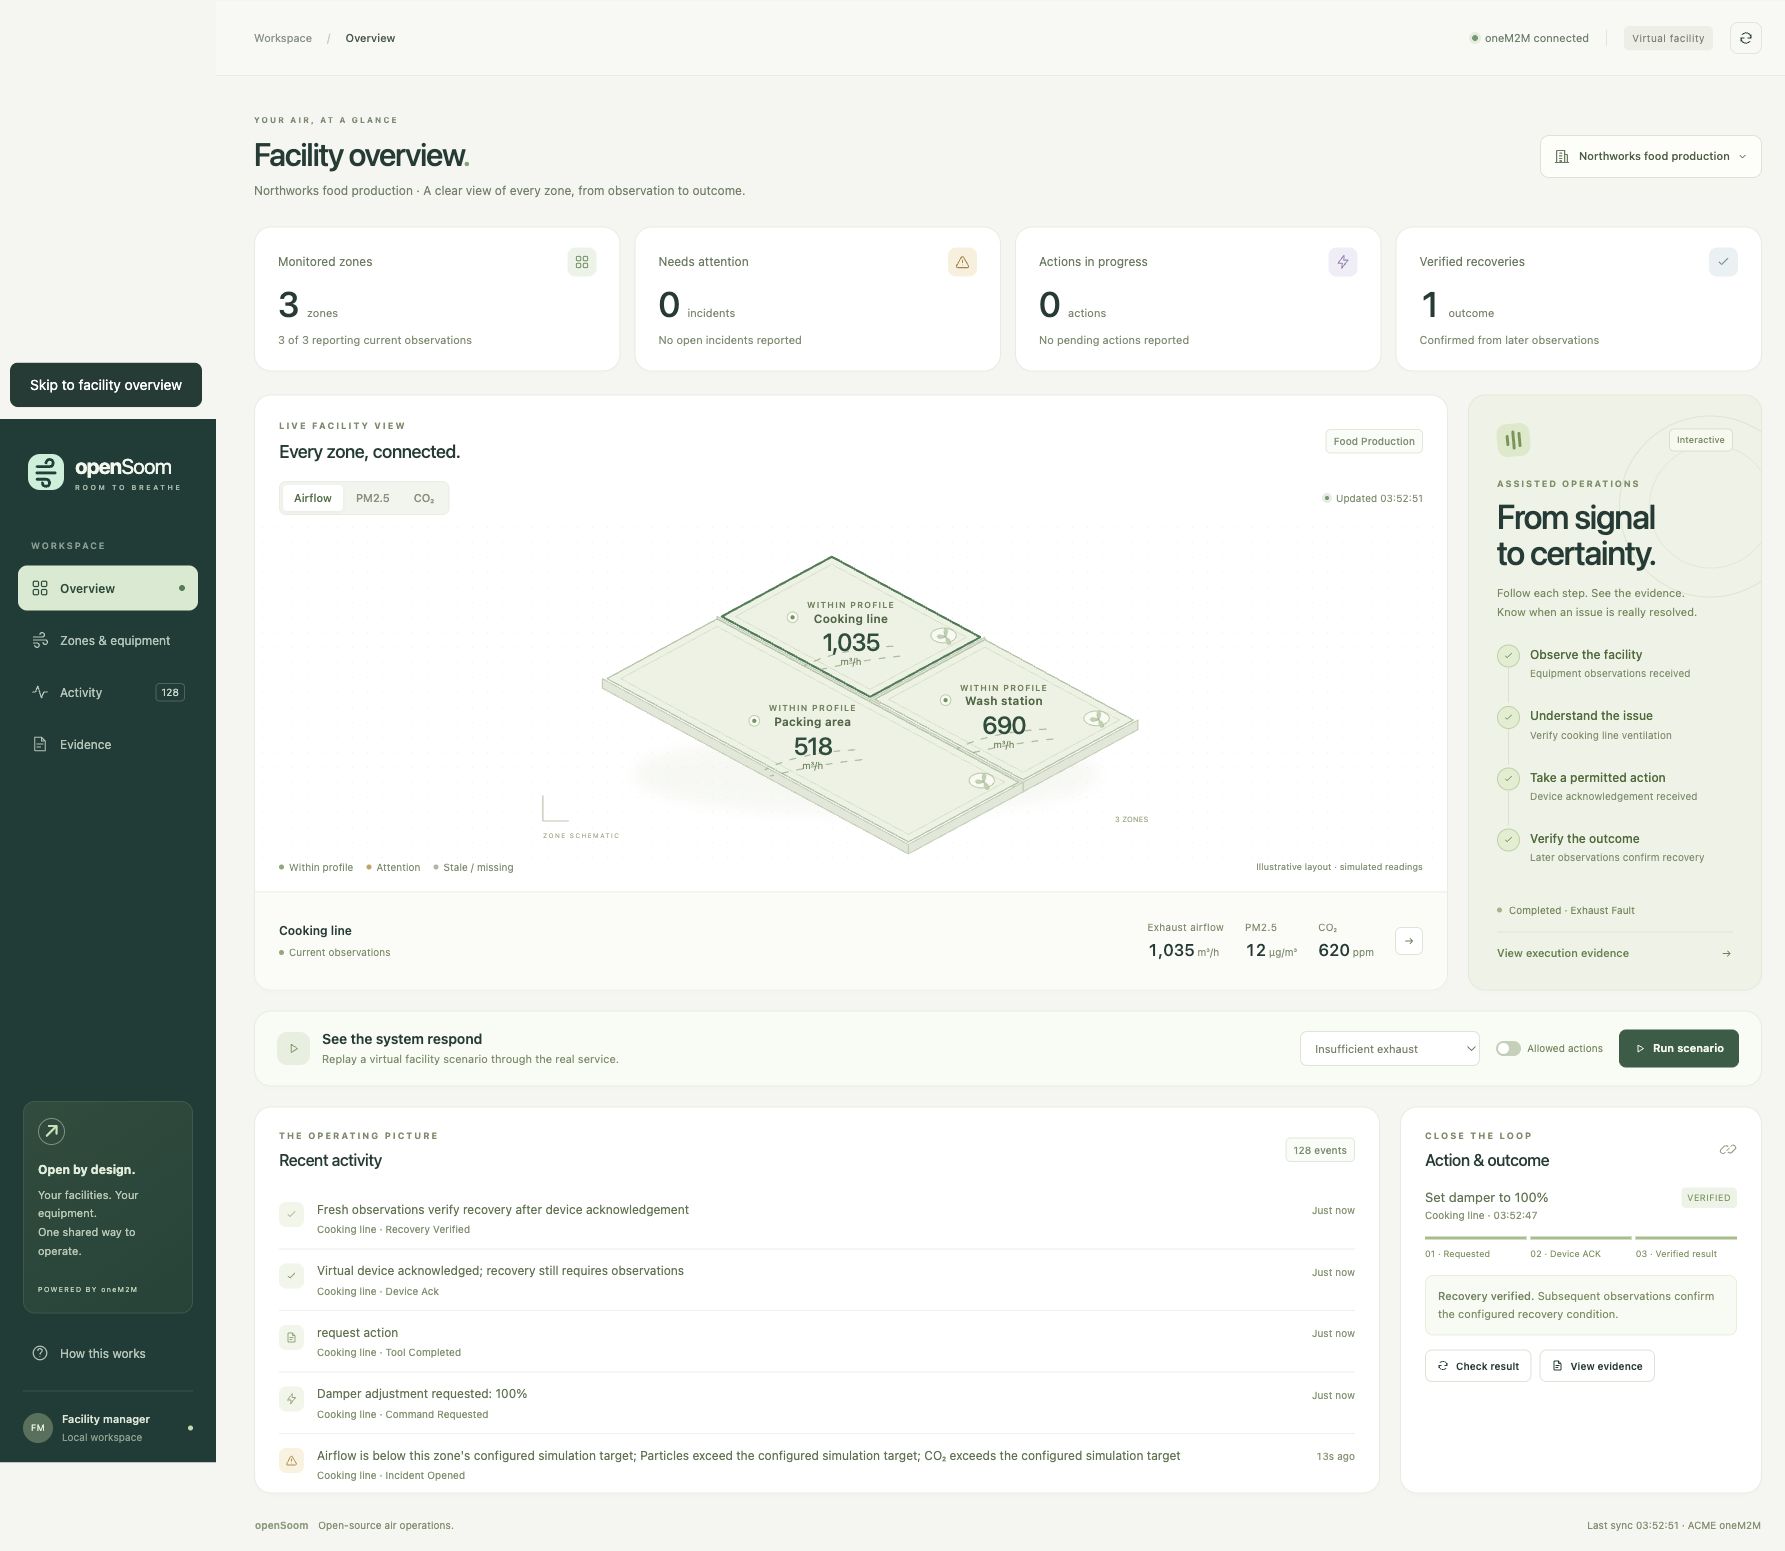 Workspace / Overview
oneM2M connected
Virtual facility
YOUR AIR, AT A GLANCE
Facility overview.
Northworks food production · A clear view of every zone, from observation to outcome.
Northworks food production
Monitored zones
3 zones
3 of 3 reporting current observations
Needs attention
0 incidents
No open incidents reported
Actions in progress
0 actions
No pending actions reported
Verified recoveries
1 outcome
Confirmed from later observations
Skip to facility overview
openSoom
ROOM TO BREATHE
WORKSPACE
Overview
Zones & equipment
Activity 128
Evidence
Open by design.
Your facilities. Your
equipment.
One shared way to
operate.
POWERED BY oneM2M
How this works
FM
Facility manager
Local workspace
LIVE FACILITY VIEW
Every zone, connected.
Food Production
Airflow PM2.5 CO₂
Updated 03:52:51
WITHIN PROFILE
Cooking line
1,035
m³/h
WITHIN PROFILE
Wash station
690
m³/h
WITHIN PROFILE
Packing area
518
m³/h
ZONE SCHEMATIC
3 ZONES
Within profile Attention Stale / missing
Illustrative layout · simulated readings
Cooking line
Current observations
Exhaust airflow
1,035 m³/h
PM2.5
12 µg/m³
CO₂
620 ppm
Interactive
ASSISTED OPERATIONS
From signal
to certainty.
Follow each step. See the evidence.
Know when an issue is really resolved.
Observe the facility
Equipment observations received
Understand the issue
Verify cooking line ventilation
Take a permitted action
Device acknowledgement received
Verify the outcome
Later observations confirm recovery
Completed · Exhaust Fault
View execution evidence →
See the system respond
Replay a virtual facility scenario through the real service.
Insufficient exhaust
Allowed actions
Run scenario
THE OPERATING PICTURE
Recent activity
128 events
Fresh observations verify recovery after device acknowledgement
Just now
Cooking line · Recovery Verified
Virtual device acknowledged; recovery still requires observations
Just now
Cooking line · Device Ack
request action
Just now
Cooking line · Tool Completed
Damper adjustment requested: 100%
Just now
Cooking line · Command Requested
Airflow is below this zone's configured simulation target; Particles exceed the configured simulation target; CO₂ exceeds the configured simulation target
13s ago
Cooking line · Incident Opened
CLOSE THE LOOP
Action & outcome
Set damper to 100%
VERIFIED
Cooking line · 03:52:47
01 · Requested 02 · Device ACK 03 · Verified result
Recovery verified. Subsequent observations confirm
the configured recovery condition.
Check result
View evidence
openSoom Open-source air operations.
Last sync 03:52:51 · ACME oneM2M